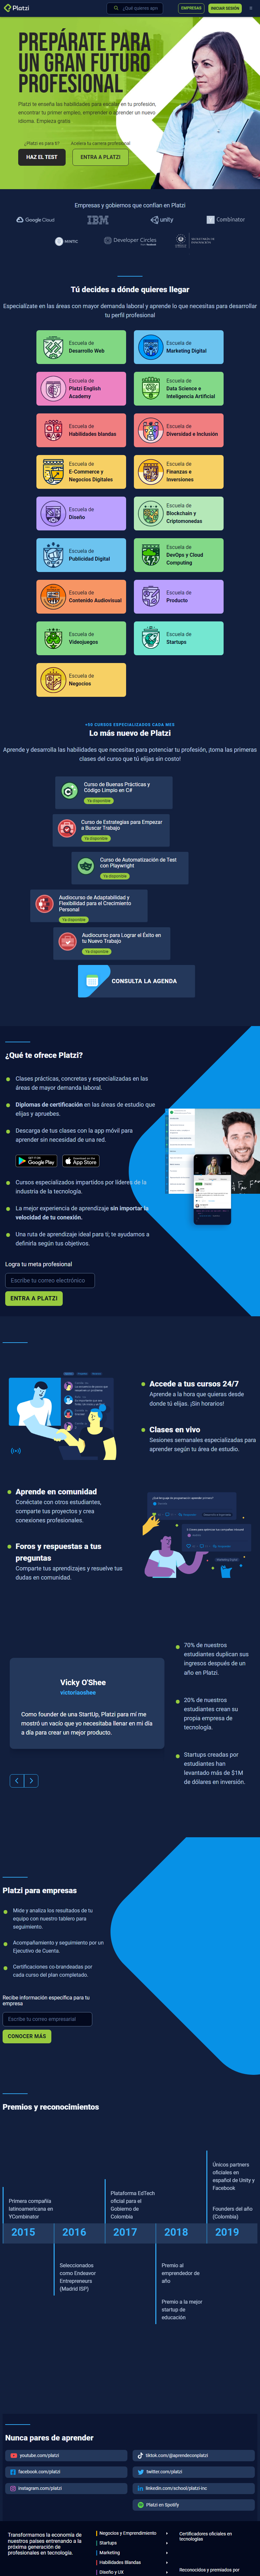 Platzi
¿Qué quieres apr
EMPRESAS
INICIAR SESIÓN
PREPÁRATE PARA
UN GRAN FUTURO
PROFESIONAL
Platzi te enseña las habilidades para escalar en tu profesión,
encontrar tu primer empleo, emprender o aprender un nuevo
idioma. Empieza gratis.
¿Platzi es para ti?
Acelera tu carrera profesional
HAZ EL TEST
ENTRA A PLATZI
Empresas y gobiernos que confían en Platzi
Google Cloud
IBM
unity
Combinator
MINTIC
Developer Circles
Tú decides a dónde quieres llegar
Especialízate en las áreas con mayor demanda laboral y aprende lo que necesitas para desarrollar
tu perfil profesional
Escuela de
Desarrollo Web
Escuela de
Marketing Digital
Escuela de
Platzi English
Academy
Escuela de
Data Science e
Inteligencia Artificial
Escuela de
Habilidades blandas
Escuela de
Diversidad e Inclusión
Escuela de
E-Commerce y
Negocios Digitales
Escuela de
Finanzas e
Inversiones
Escuela de
Diseño
Escuela de
Blockchain y
Criptomonedas
Escuela de
Publicidad Digital
Escuela de
DevOps y Cloud
Computing
Escuela de
Contenido Audiovisual
Escuela de
Producto
Escuela de
Videojuegos
Escuela de
Startups
Escuela de
Negocios
CURSOS ESPECIALIZADOS CADA MES
Lo más nuevo de Platzi
Aprende y desarrolla las habilidades que necesitas para potenciar tu profesión, ¡toma las primeras
clases del curso que tú elijas sin costo!
Curso de Buenas Prácticas y
Código Limpio en C#
Ya disponible
Curso de Estrategias para Empezar
a Buscar Trabajo
Ya disponible
Curso de Automatización de Test
con Playwright
Ya disponible
Audiocurso de Adaptabilidad y
Flexibilidad para el Crecimiento
Personal
Ya disponible
Audiocurso para Lograr el Éxito en
tu Nuevo Trabajo
Ya disponible
CONSULTA LA AGENDA
¿Qué te ofrece Platzi?
Clases prácticas, concretas y especializadas en las
áreas de mayor demanda laboral.
Diplomas de certificación en las áreas de estudio que
elijas y apruebes.
Descarga de tus clases con la app móvil para
aprender sin necesidad de una red.
Google Play
App Store
Cursos especializados impartidos por líderes de la
industria de la tecnología.
La mejor experiencia de aprendizaje sin importar la
velocidad de tu conexión.
Una ruta de aprendizaje ideal para ti; te ayudamos a
definirla según tus objetivos.
Logra tu meta profesional
Escribe tu correo electrónico
ENTRA A PLATZI
Accede a tus cursos 24/7
Aprende a la hora que quieras desde
donde tú elijas. ¡Sin horarios!
Clases en vivo
Sesiones semanales especializadas para
aprender según tu área de estudio.
Aprende en comunidad
Conéctate con otros estudiantes,
comparte tus proyectos y crea
conexiones profesionales.
Foros y respuestas a tus
preguntas
Comparte tus aprendizajes y resuelve tus
dudas en comunidad.
Vicky O'Shee
victoriaoshee
Como founder de una StartUp, Platzi para mí me
mostró un vacío que yo necesitaba llenar en mi día
a día para crear un mejor producto.
70% de nuestros
estudiantes duplican sus
ingresos después de un
año en Platzi.
20% de nuestros
estudiantes crean su
propia empresa de
tecnología.
Startups creadas por
estudiantes han
levantado más de $1M
de dólares en inversión.
Platzi para empresas
Mide y analiza los resultados de tu
equipo con nuestro tablero para
seguimiento.
Acompañamiento y seguimiento por un
Ejecutivo de Cuenta.
Certificaciones co-brandeadas por
cada curso del plan completado.
Recibe información específica para tu
empresa
Escribe tu correo empresarial
CONOCER MÁS
Premios y reconocimientos
Únicos partners
oficiales en
español de Unity y
Facebook
Plataforma EdTech
oficial para el
Gobierno de
Colombia
Primera compañía
latinoamericana en
YCombinator
Founders del año
(Colombia)
2015
2016
2017
2018
2019
Seleccionados
como Endeavor
Entrepreneurs
(Madrid ISP)
Premio al
emprendedor de
año
Premio a la mejor
startup de
educación
Nunca pares de aprender
youtube.com/platzi
tiktok.com/@aprendeconplatzi
facebook.com/platzi
twitter.com/platzi
instagram.com/platzi
linkedin.com/school/platzi-inc
Platzi en Spotify
Transformamos la economía de
nuestros países entrenando a la
próxima generación de
profesionales en tecnología.
Negocios y Emprendimiento
Startups
Marketing
Habilidades Blandas
Diseño y UX
Certificadores oficiales en
tecnologías
Reconocidos y premiados por